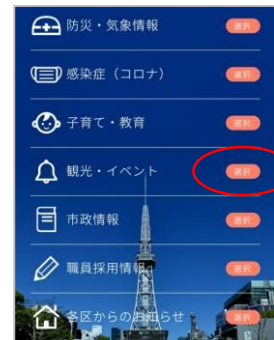 防災・気象情報 選択
感染症（コロナ） 選択
子育て・教育 選択
観光・イベント 選択
市政情報 選択
職員採用情報 選択
各区からのお知らせ 選択